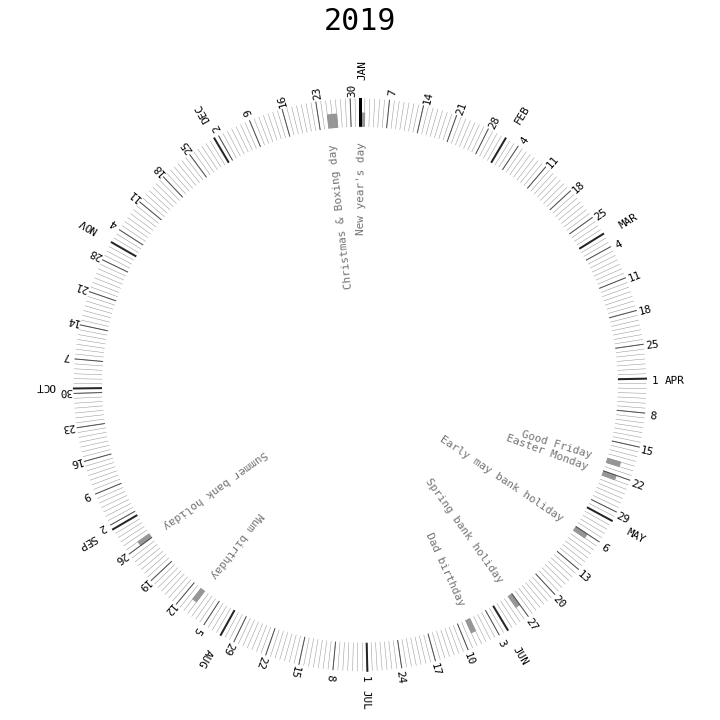 2019
JAN
7
14
21
28
FEB
4
11
18
25
MAR
4
11
18
25
1 APR
8
15
22
29
MAY
6
13
20
27
JUN
3
10
17
24
1 JUL
8
15
22
29
AUG
5
12
19
26
SEP
2
9
16
23
30
OCT
7
14
21
28
NOV
4
11
18
25
DEC
2
9
16
23
30
New year's day
Good Friday
Easter Monday
Early may bank holiday
Spring bank holiday
Dad birthday
Mum birthday
Summer bank holiday
Christmas & Boxing day